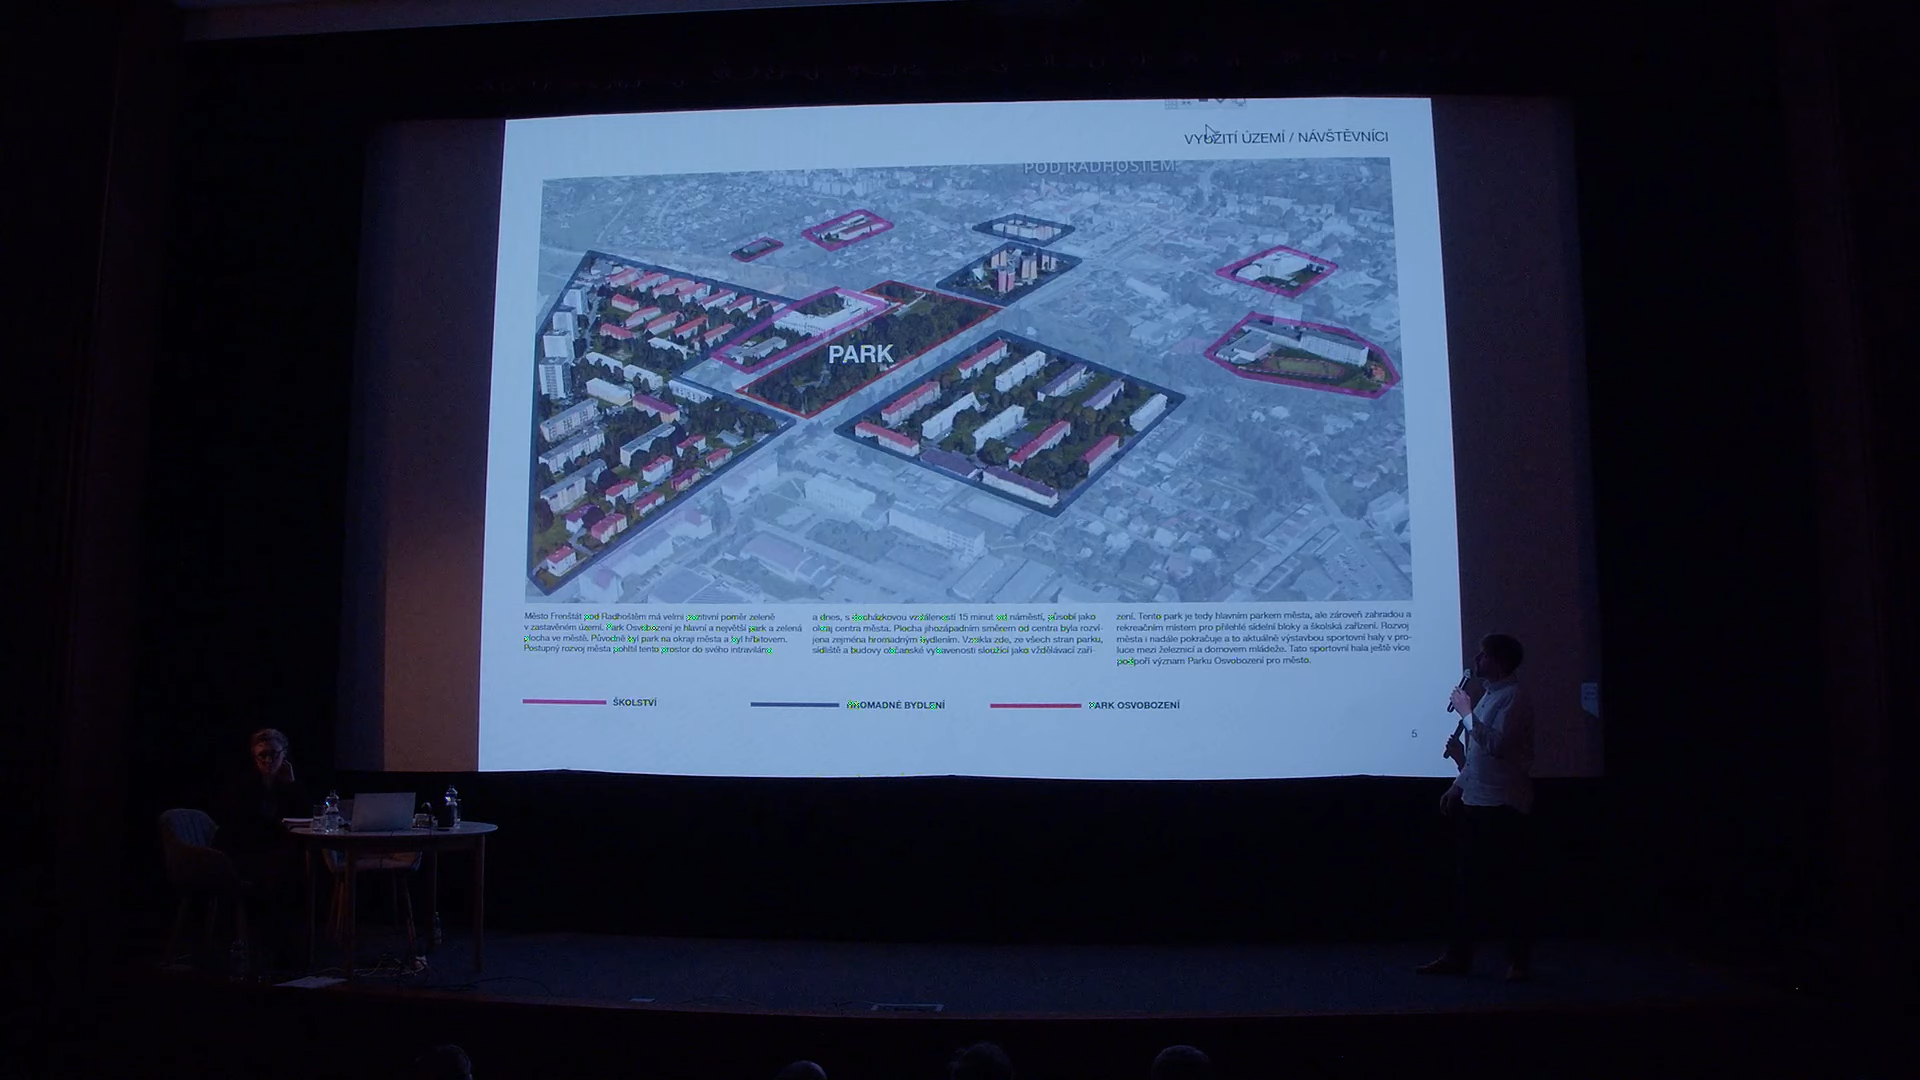 VYUŽITÍ ÚZEMÍ / NÁVŠTĚVNÍCI
POD RADHOŠTĚM
PARK
Město Frenštát pod Radhoštěm má velmi pozitivní poměr zeleně
v zastavěném území. Park Osvobození je hlavní a největší park a zelená
plocha ve městě. Původně byl park na okraji města a byl hřbitovem.
Postupný rozvoj města pohltil tento prostor do svého intravilánu
a dnes, s docházkovou vzdáleností 15 minut od náměstí, působí jako
okraj centra města. Plocha jihozápadním směrem od centra byla rozvi-
jena zejména hromadným bydlením. Vznikla zde, ze všech stran parku,
sídliště a budovy občanské vybavenosti sloužící jako vzdělávací zaří-
zení. Tento park je tedy hlavním parkem města, ale zároveň zahradou a
rekreačním místem pro přilehlé sídelní bloky a školská zařízení. Rozvoj
města i nadále pokračuje a to aktuálně výstavbou sportovní haly v pro-
luce mezi železnicí a domovem mládeže. Tato sportovní hala ještě více
podpoří význam Parku Osvobození pro město.
ŠKOLSTVÍ
HROMADNÉ BYDLENÍ
PARK OSVOBOZENÍ
5